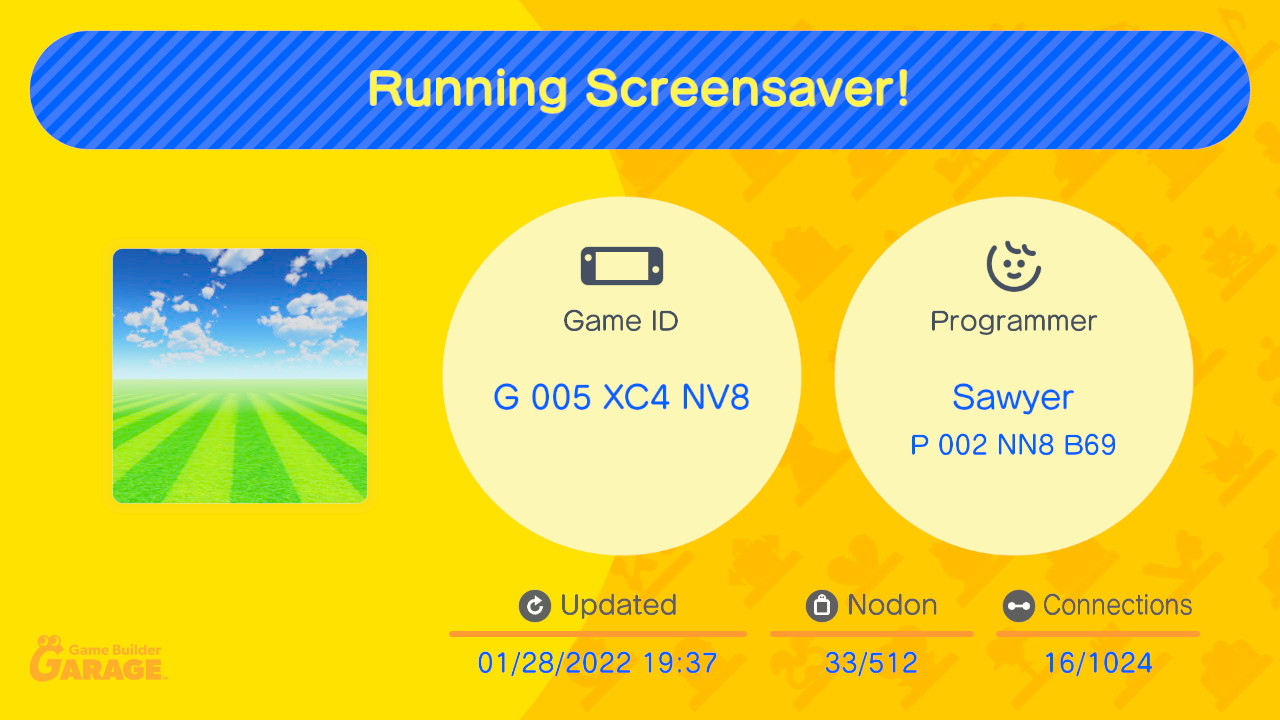 Running Screensaver!
Game ID
G 005 XC4 NV8
Programmer
Sawyer
P 002 NN8 B69
Updated
01/28/2022 19:37
Nodon
33/512
Connections
16/1024
Game Builder
GARAGE